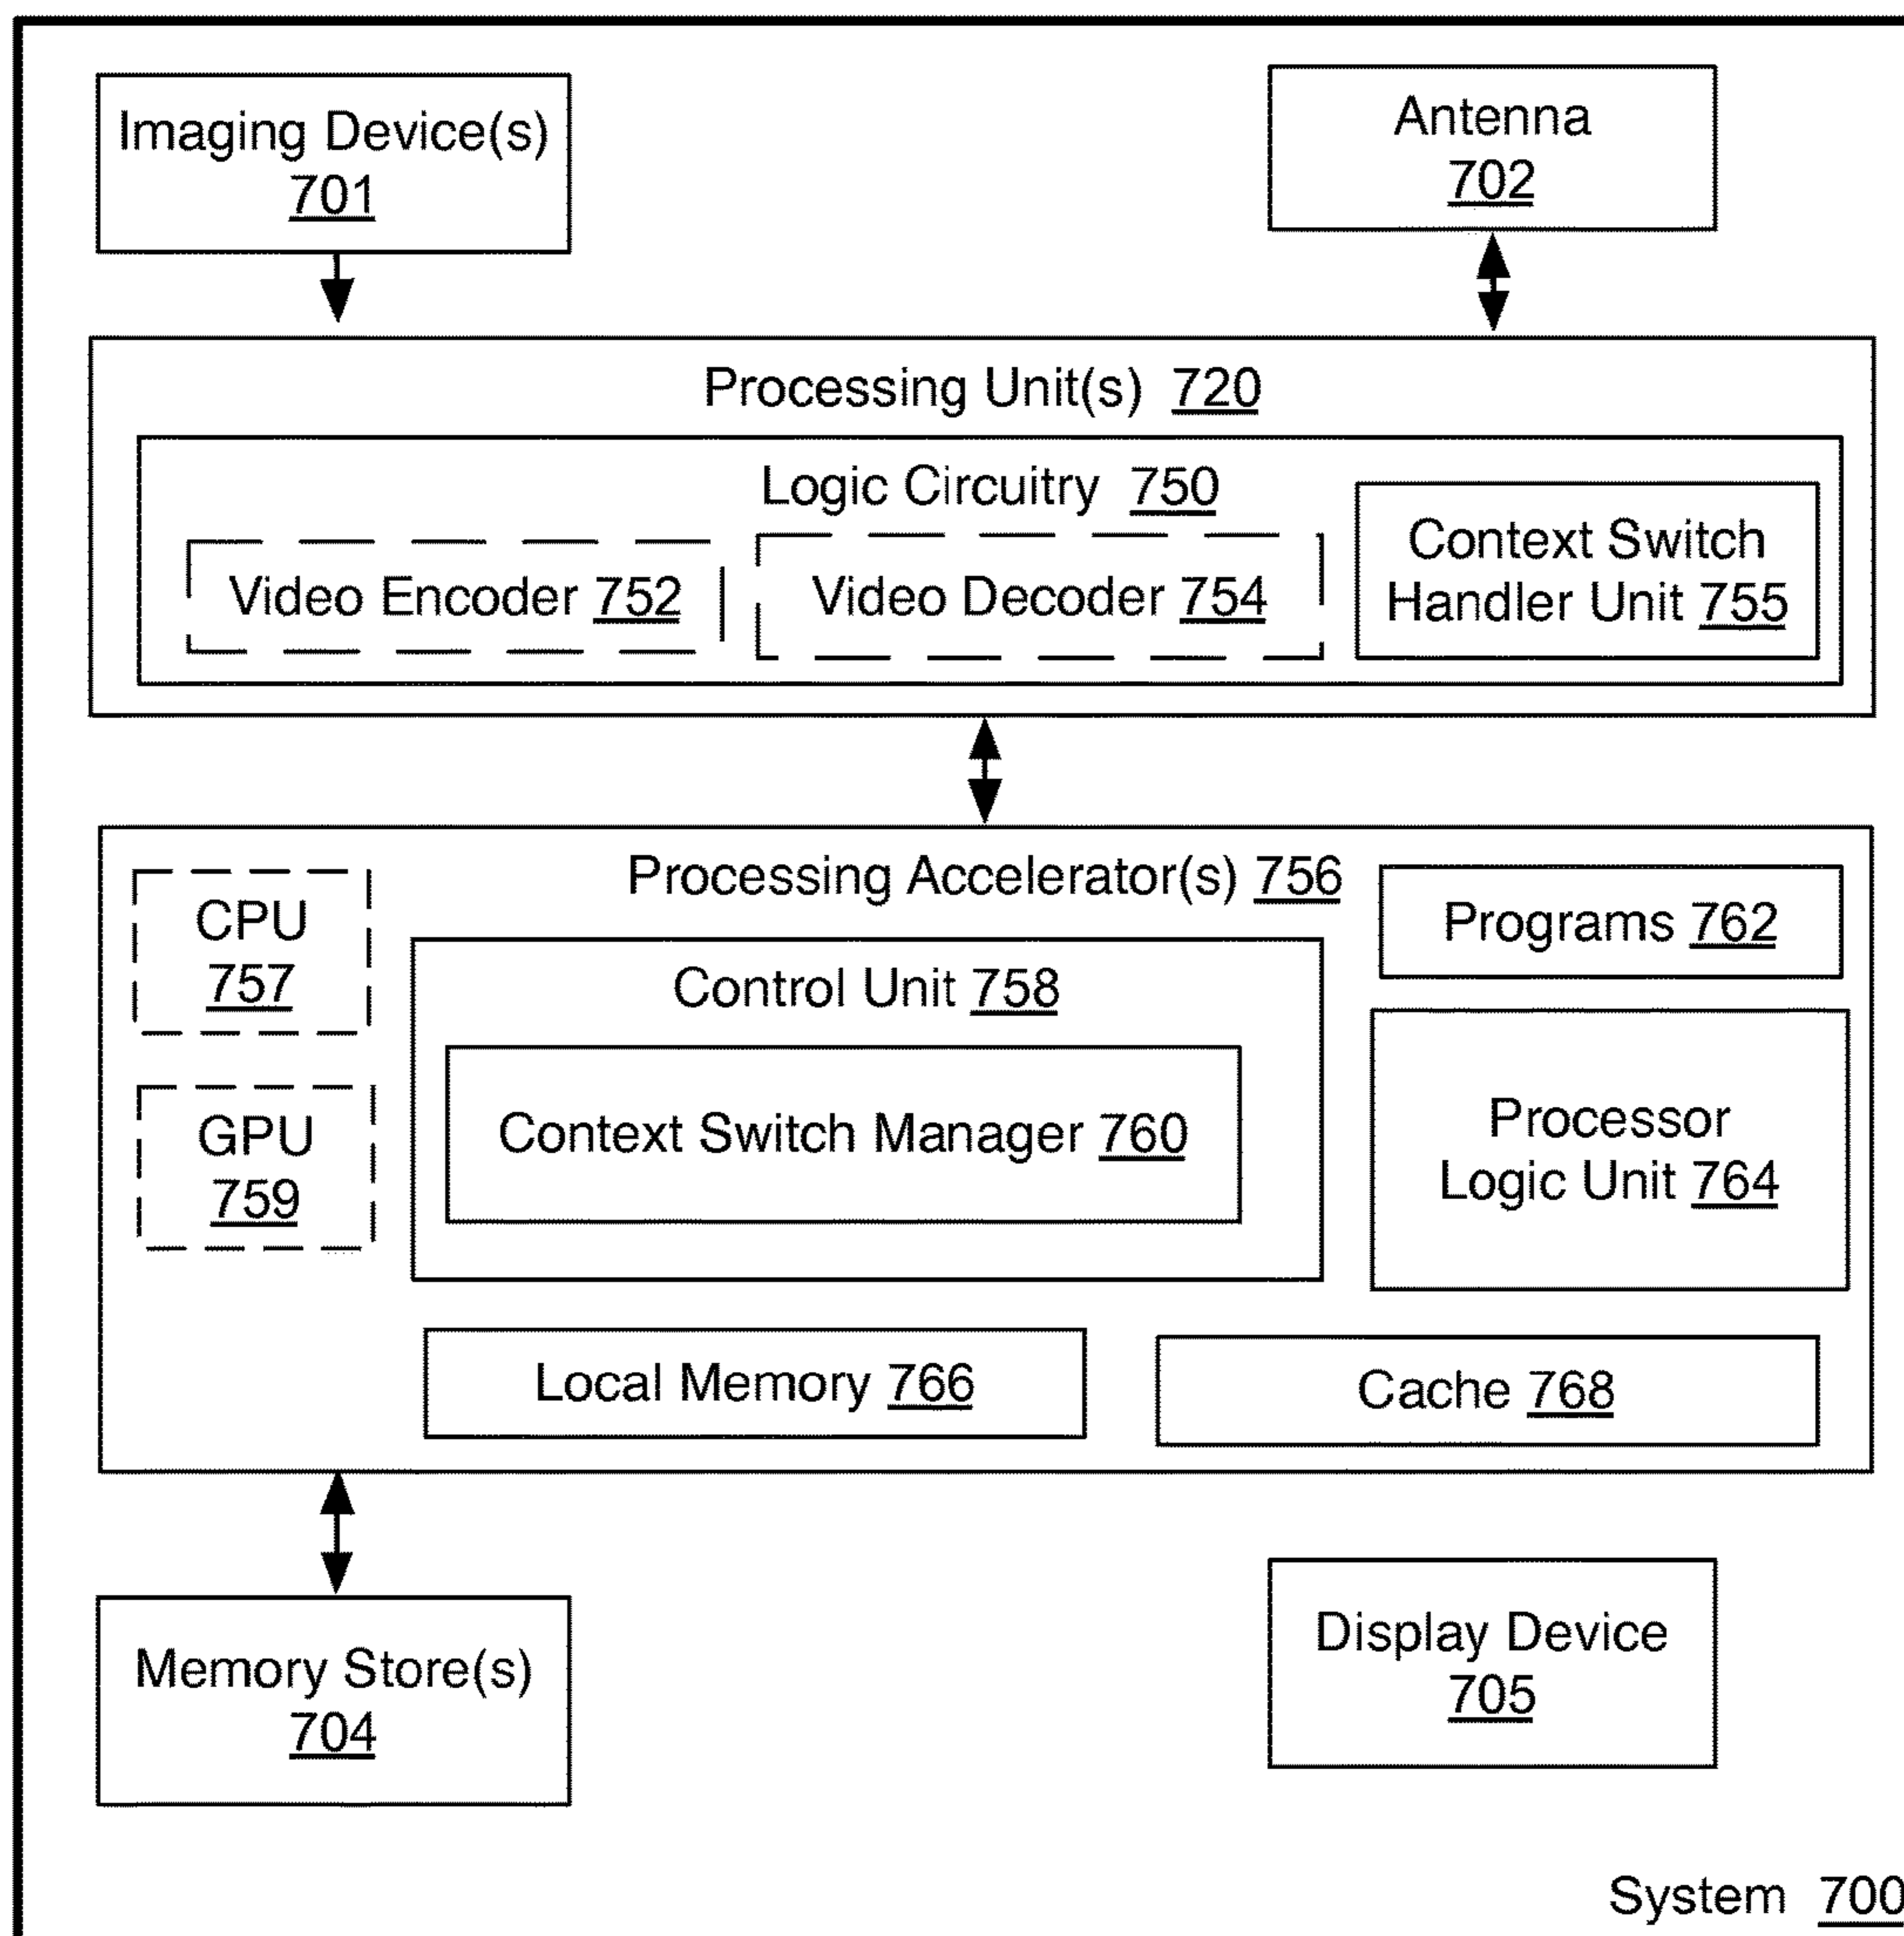 Imaging Device(s)
701
Antenna
702
Processing Unit(s) 720
Logic Circuitry 750
Video Encoder 752
Video Decoder 754
Context Switch
Handler Unit 755
Processing Accelerator(s) 756
CPU
757
GPU
759
Control Unit 758
Context Switch Manager 760
Programs 762
Processor
Logic Unit 764
Local Memory 766
Cache 768
Memory Store(s)
704
Display Device
705
System 700